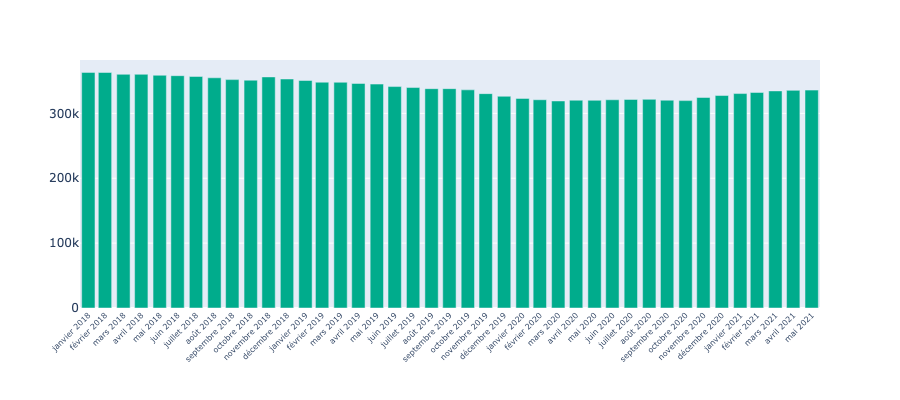 300k
200k
100k
0
janvier 2018
février 2018
mars 2018
avril 2018
mai 2018
juin 2018
juillet 2018
août 2018
septembre 2018
octobre 2018
novembre 2018
décembre 2018
janvier 2019
février 2019
mars 2019
avril 2019
mai 2019
juin 2019
juillet 2019
août 2019
septembre 2019
octobre 2019
novembre 2019
décembre 2019
janvier 2020
février 2020
mars 2020
avril 2020
mai 2020
juin 2020
juillet 2020
août 2020
septembre 2020
octobre 2020
novembre 2020
décembre 2020
janvier 2021
février 2021
mars 2021
avril 2021
mai 2021